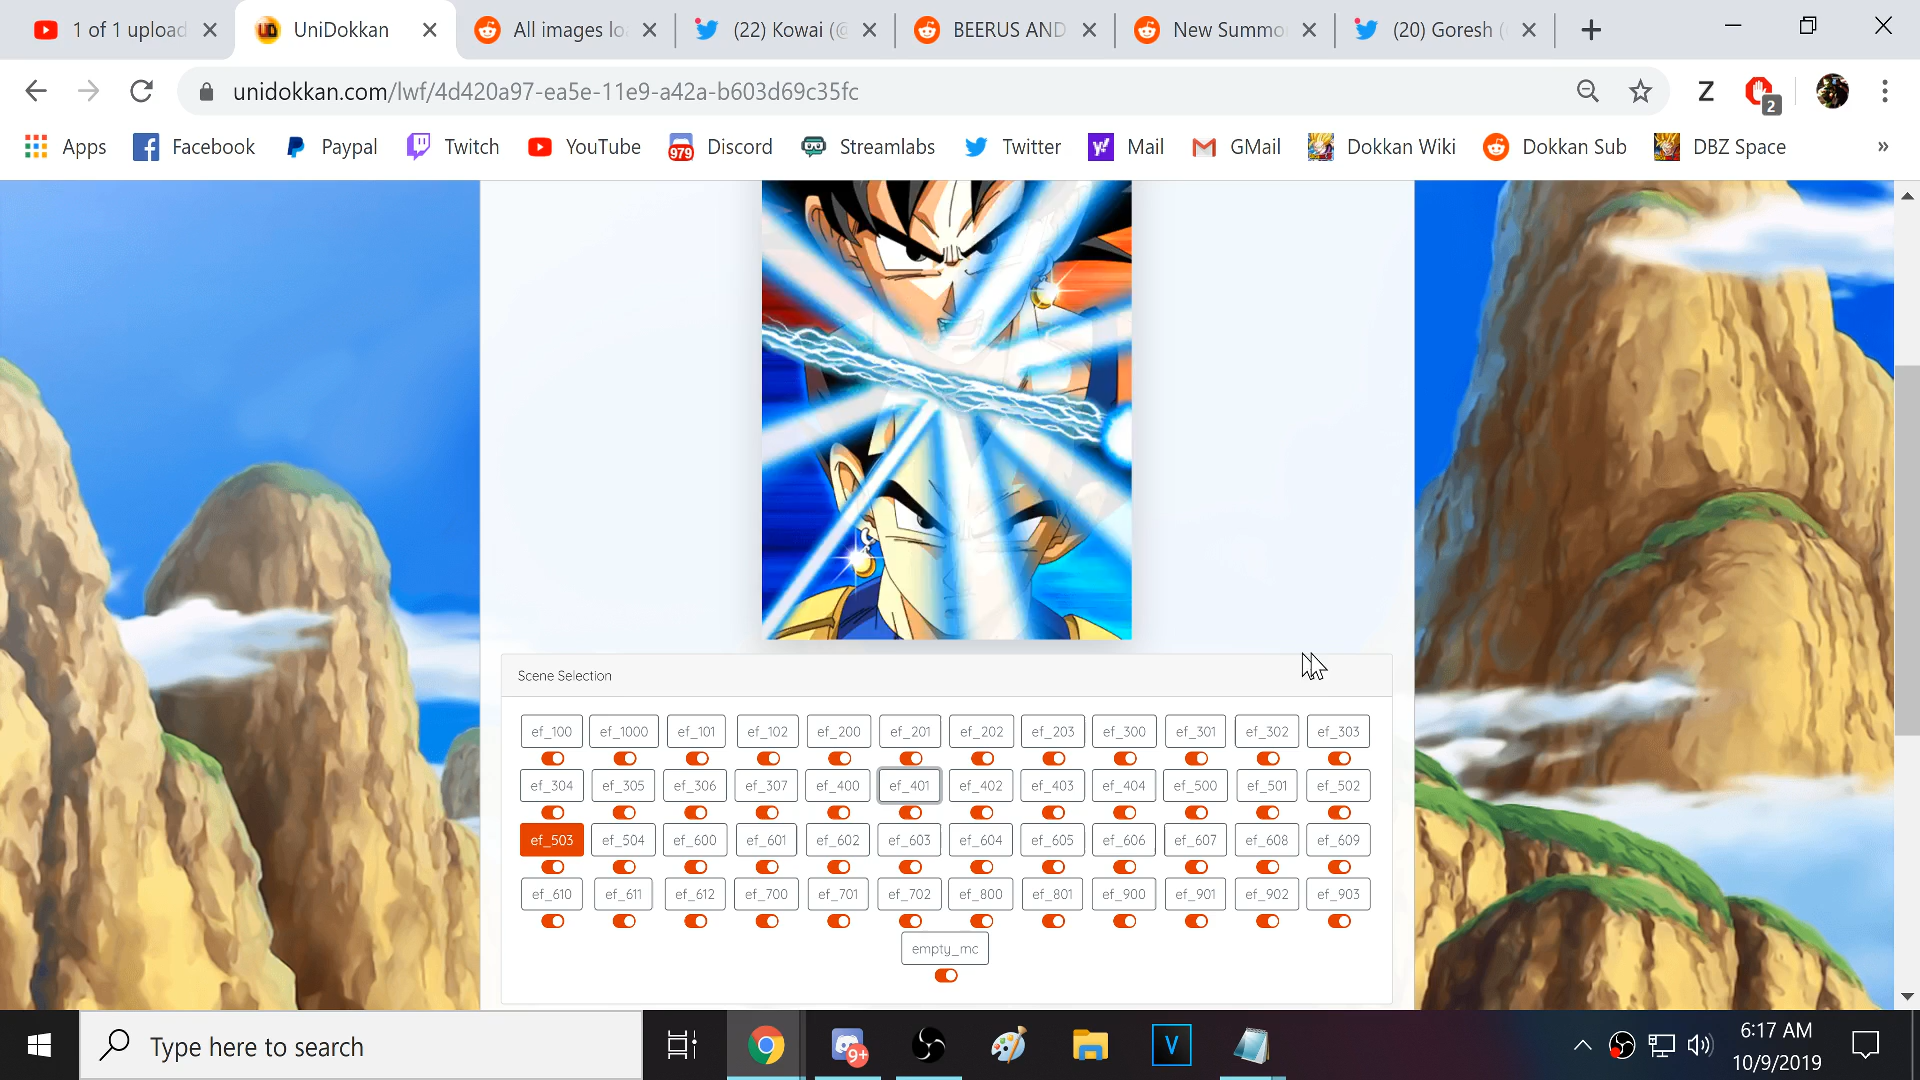 1 of 1 upload
UniDokkan
All images lo
(22) Kowai (@
BEERUS AND
New Summo
(20) Goresh (
unidokkan.com/lwf/4d420a97-ea5e-11e9-a42a-b603d69c35fc
Z
2
Apps
Facebook
Paypal
Twitch
YouTube
979
Discord
Streamlabs
Twitter
Mail
GMail
Dokkan Wiki
Dokkan Sub
DBZ Space
»
Scene Selection
ef_100 ef_1000 ef_101 ef_102 ef_200 ef_201 ef_202 ef_203 ef_300 ef_301 ef_302 ef_303
ef_304 ef_305 ef_306 ef_307 ef_400 ef_401 ef_402 ef_403 ef_404 ef_500 ef_501 ef_502
ef_503 ef_504 ef_600 ef_601 ef_602 ef_603 ef_604 ef_605 ef_606 ef_607 ef_608 ef_609
ef_610 ef_611 ef_612 ef_700 ef_701 ef_702 ef_800 ef_801 ef_900 ef_901 ef_902 ef_903
empty_mc
Type here to search
9+
V
6:17 AM
10/9/2019